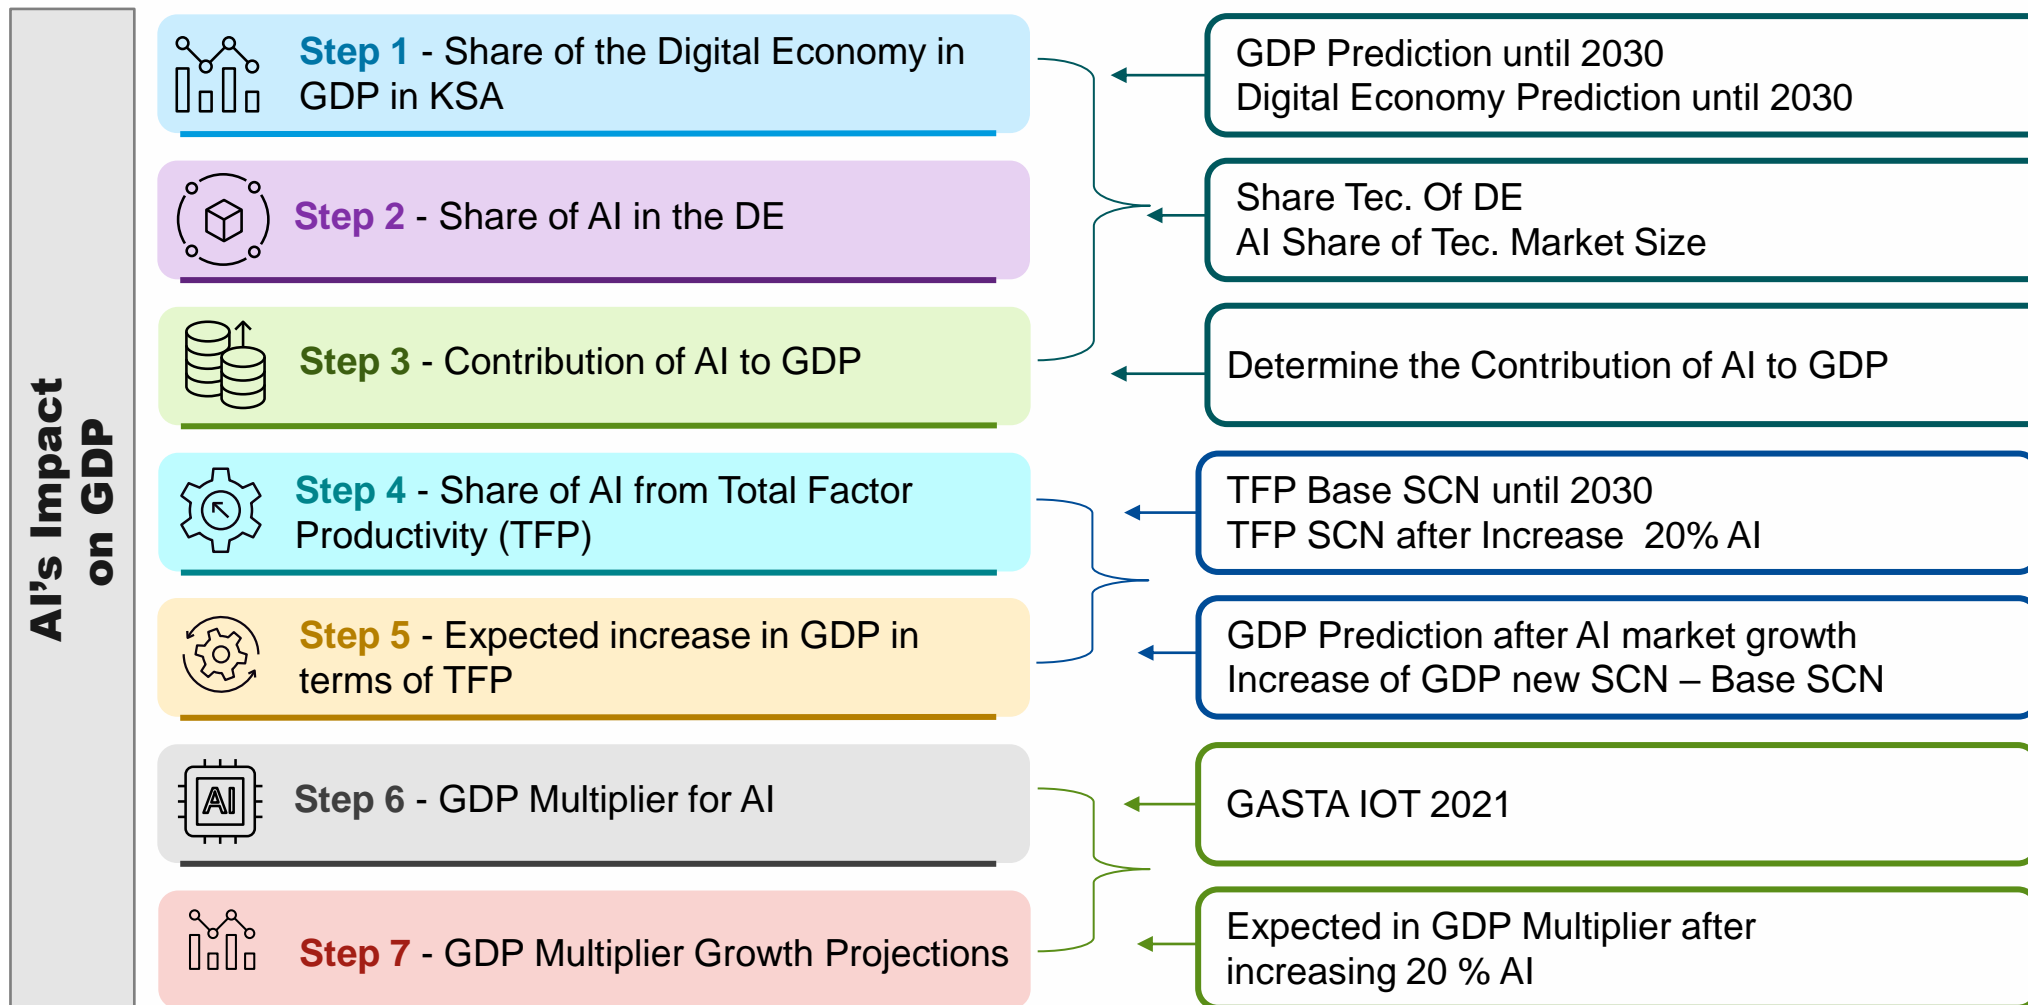 AI's Impact
on GDP
Step 1 - Share of the Digital Economy in
GDP in KSA
GDP Prediction until 2030
Digital Economy Prediction until 2030
Step 2 - Share of AI in the DE
Share Tec. Of DE
AI Share of Tec. Market Size
Step 3 - Contribution of AI to GDP
Determine the Contribution of AI to GDP
Step 4 - Share of AI from Total Factor
Productivity (TFP)
TFP Base SCN until 2030
TFP SCN after Increase  20% AI
Step 5 - Expected increase in GDP in
terms of TFP
GDP Prediction after AI market growth
Increase of GDP new SCN – Base SCN
AI
Step 6 - GDP Multiplier for AI
GASTA IOT 2021
Step 7 - GDP Multiplier Growth Projections
Expected in GDP Multiplier after
increasing 20 % AI